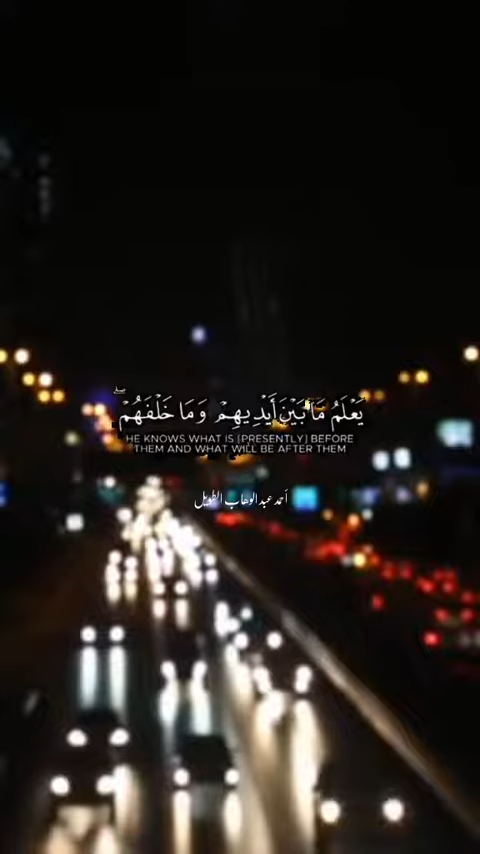 يَعْلَمُ مَا بَيْنَ أَيْدِيهِمْ وَمَا خَلْفَهُمْ ۖ
HE KNOWS WHAT IS [PRESENTLY] BEFORE
THEM AND WHAT WILL BE AFTER THEM
أحمد عبدالوهاب الطويل